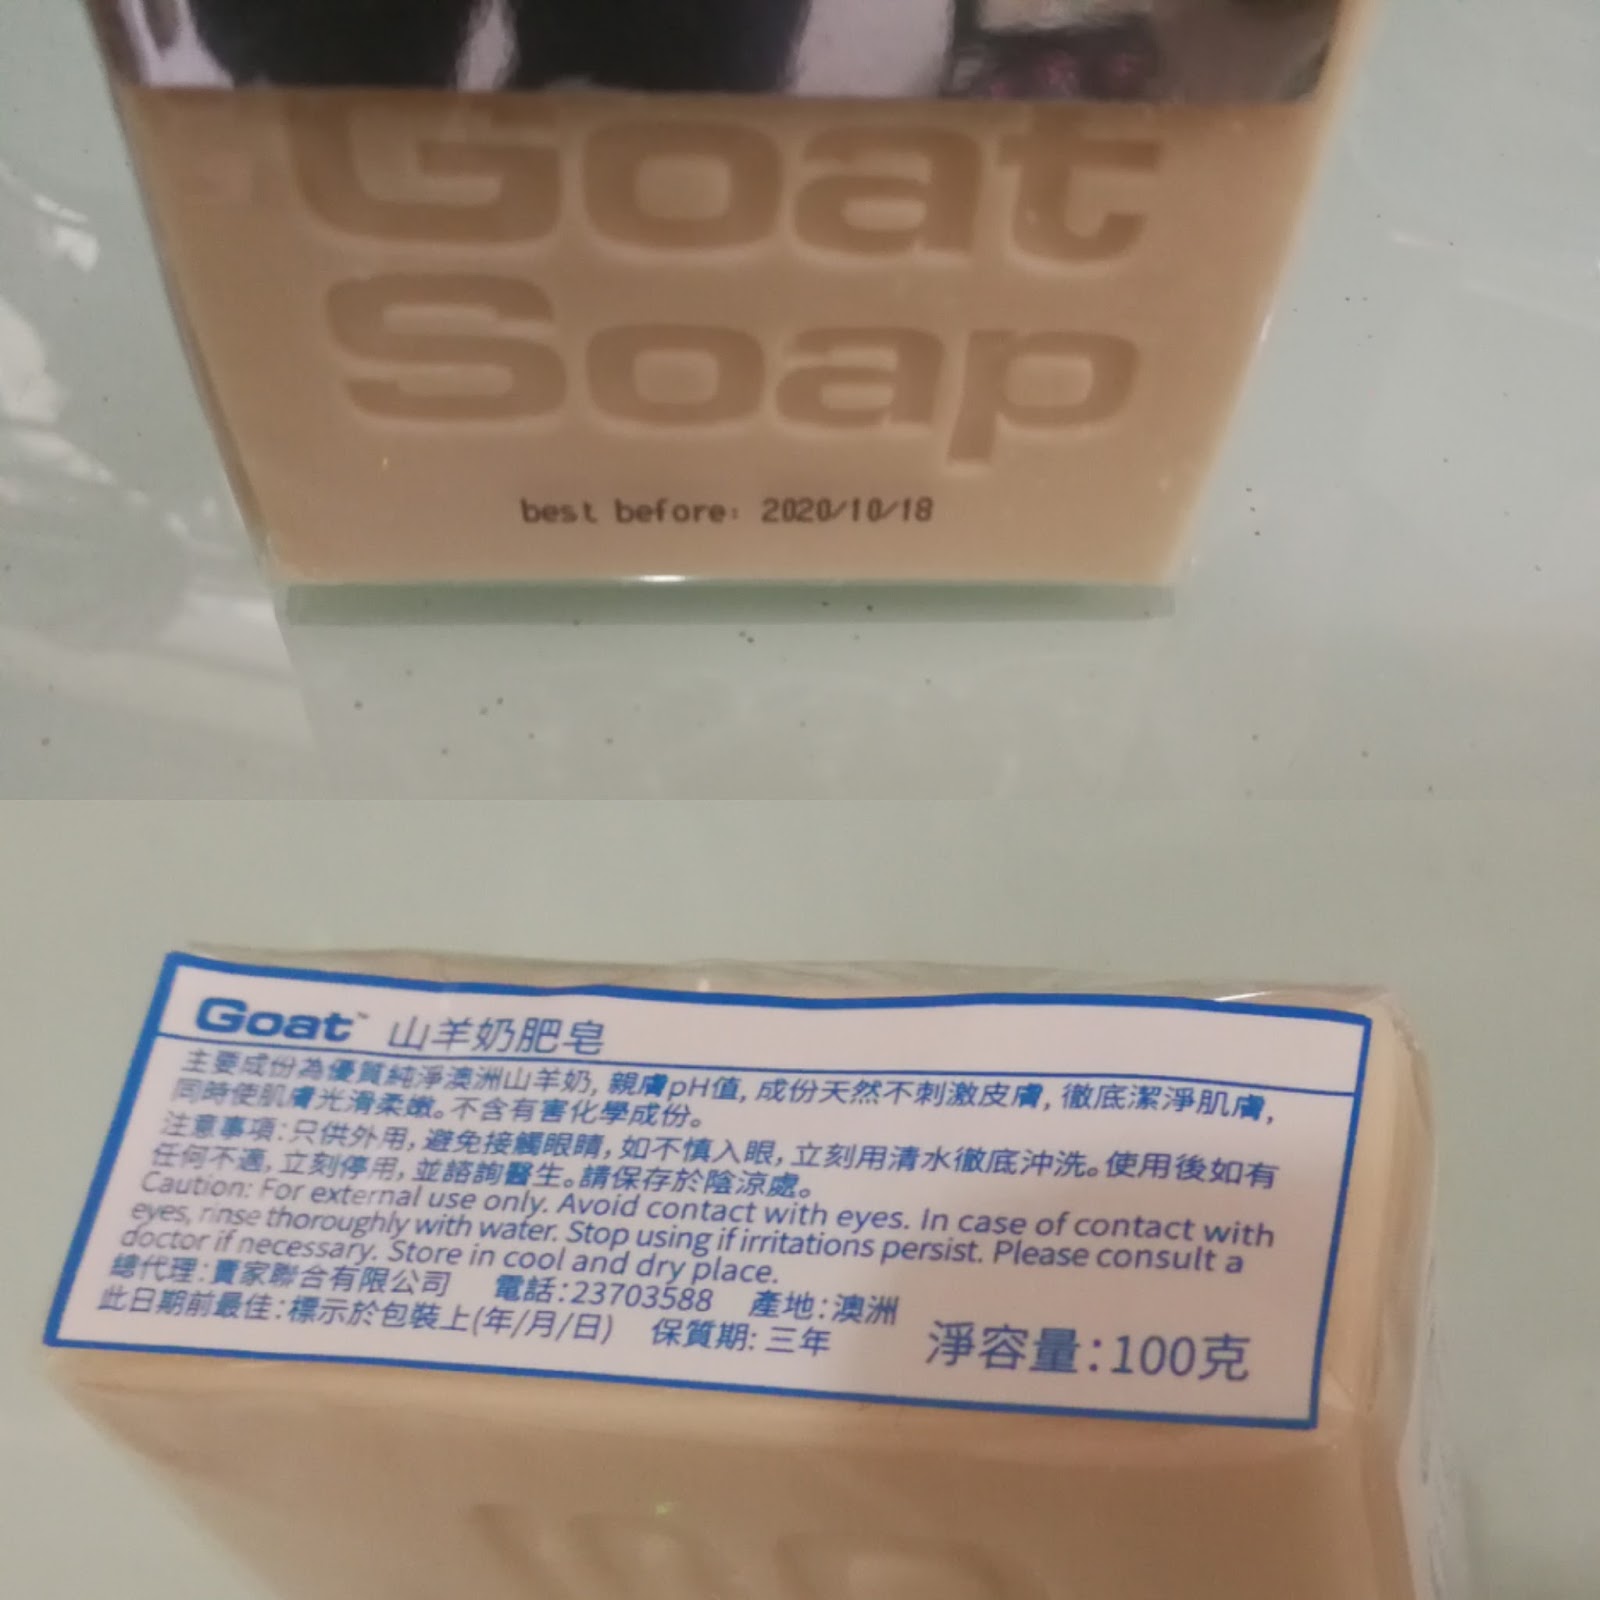 Goat
Soap
best before: 2020/10/18
Goat™ 山羊奶肥皂
主要成份為優質純淨澳洲山羊奶, 親膚pH值, 成份天然不刺激皮膚, 徹底潔淨肌膚,
同時使肌膚光滑柔嫩。不含有害化學成份。
注意事項:只供外用, 避免接觸眼睛, 如不慎入眼, 立刻用清水徹底沖洗。使用後如有
任何不適, 立刻停用, 並諮詢醫生。請保存於陰涼處。
Caution: For external use only. Avoid contact with eyes. In case of contact with
eyes, rinse thoroughly with water. Stop using if irritations persist. Please consult a
doctor if necessary. Store in cool and dry place.
總代理:賣家聯合有限公司 電話:23703588 產地:澳洲
此日期前最佳:標示於包裝上(年/月/日) 保質期: 三年 淨容量:100克